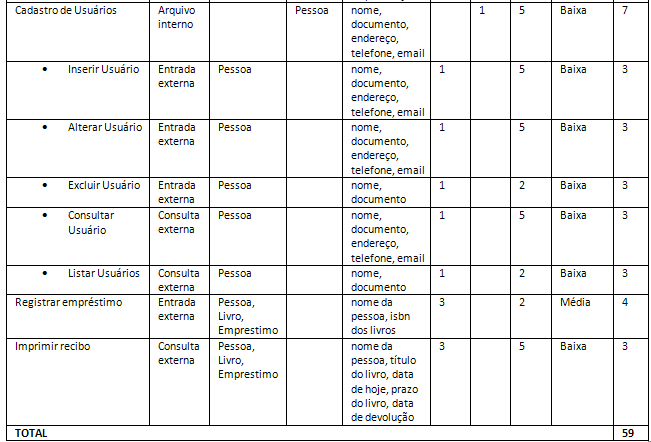 Cadastro de Usuários Arquivo Pessoa nome, 1 5 Baixa 7
interno documento,
endereço,
telefone, email
• Inserir Usuário Entrada Pessoa nome, 1 5 Baixa 3
externa documento,
endereço,
telefone, email
• Alterar Usuário Entrada Pessoa nome, 1 5 Baixa 3
externa documento,
endereço,
telefone, email
• Excluir Usuário Entrada Pessoa nome, 1 2 Baixa 3
externa documento
• Consultar Consulta Pessoa nome, 1 5 Baixa 3
Usuário externa documento,
endereço,
telefone, email
• Listar Usuários Consulta Pessoa nome, 1 2 Baixa 3
externa documento
Registrar empréstimo Entrada Pessoa, nome da 3 2 Média 4
externa Livro, pessoa, isbn
Emprestimo dos livros
Imprimir recibo Consulta Pessoa, nome da 3 5 Baixa 3
externa Livro, pessoa, título
Emprestimo do livro, data
de hoje, prazo
do livro, data
de devolução
TOTAL 59